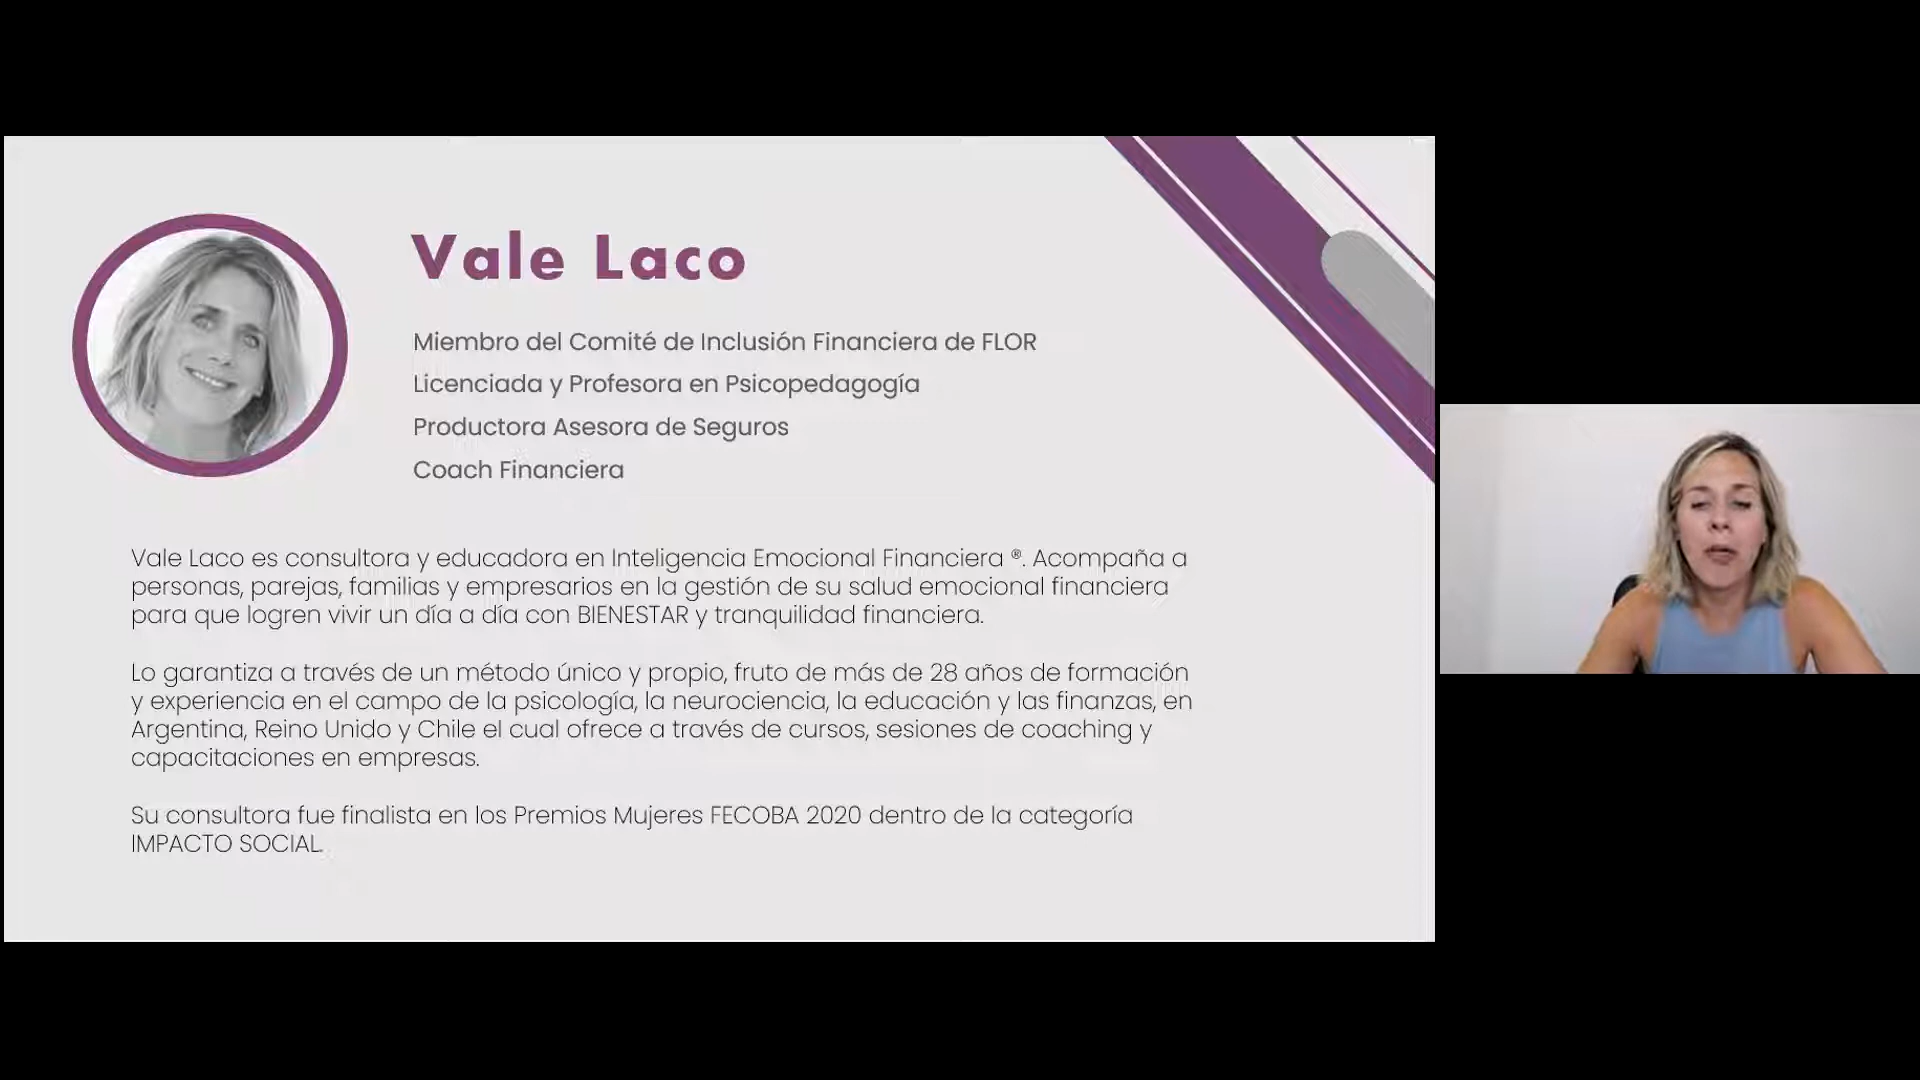 Vale Laco
Miembro del Comité de Inclusión Financiera de FLOR
Licenciada y Profesora en Psicopedagogía
Productora Asesora de Seguros
Coach Financiera
Vale Laco es consultora y educadora en Inteligencia Emocional Financiera ®. Acompaña a
personas, parejas, familias y empresarios en la gestión de su salud emocional financiera
para que logren vivir un día a día con BIENESTAR y tranquilidad financiera.
Lo garantiza a través de un método único y propio, fruto de más de 28 años de formación
y experiencia en el campo de la psicología, la neurociencia, la educación y las finanzas, en
Argentina, Reino Unido y Chile el cual ofrece a través de cursos, sesiones de coaching y
capacitaciones en empresas.
Su consultora fue finalista en los Premios Mujeres FECOBA 2020 dentro de la categoría
IMPACTO SOCIAL.